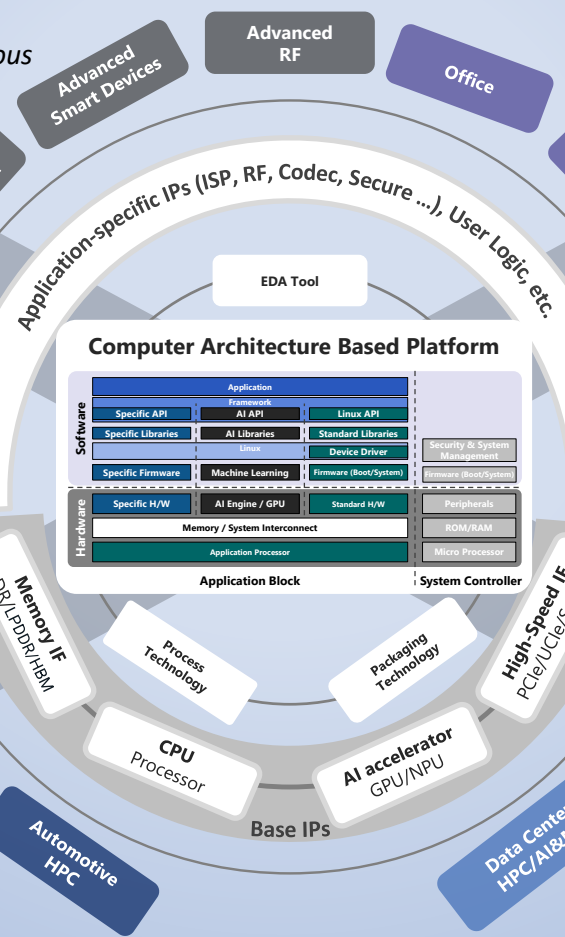 Advanced
RF
Advanced
Smart Devices
Office
Application-specific IPs (ISP, RF, Codec, Secure ...), User Logic, etc.
EDA Tool
Computer Architecture Based Platform
Software
Application
Framework
Specific API
AI API
Linux API
Specific Libraries
AI Libraries
Standard Libraries
Linux
Device Driver
Security & System
Management
Specific Firmware
Machine Learning
Firmware (Boot/System)
Firmware (Boot/System)
Hardware
Specific H/W
AI Engine / GPU
Standard H/W
Peripherals
Memory / System Interconnect
ROM/RAM
Application Processor
Micro Processor
Application Block
System Controller
Memory IF
/LPDDR/HBM
High-Speed IF
PCIe/UCIe/
Process
Technology
Packaging
Technology
CPU
Processor
AI accelerator
GPU/NPU
Base IPs
Automotive
HPC
Data Center
HPC/AI&